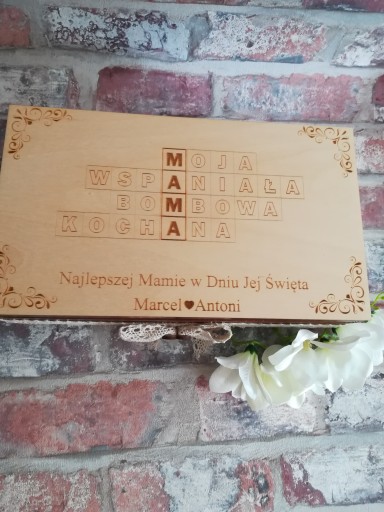 MOJA
WSPANIAŁA
BOMBOWA
KOCHANA
Najlepszej Mamie w Dniu Jej Święta
Marcel♥Antoni